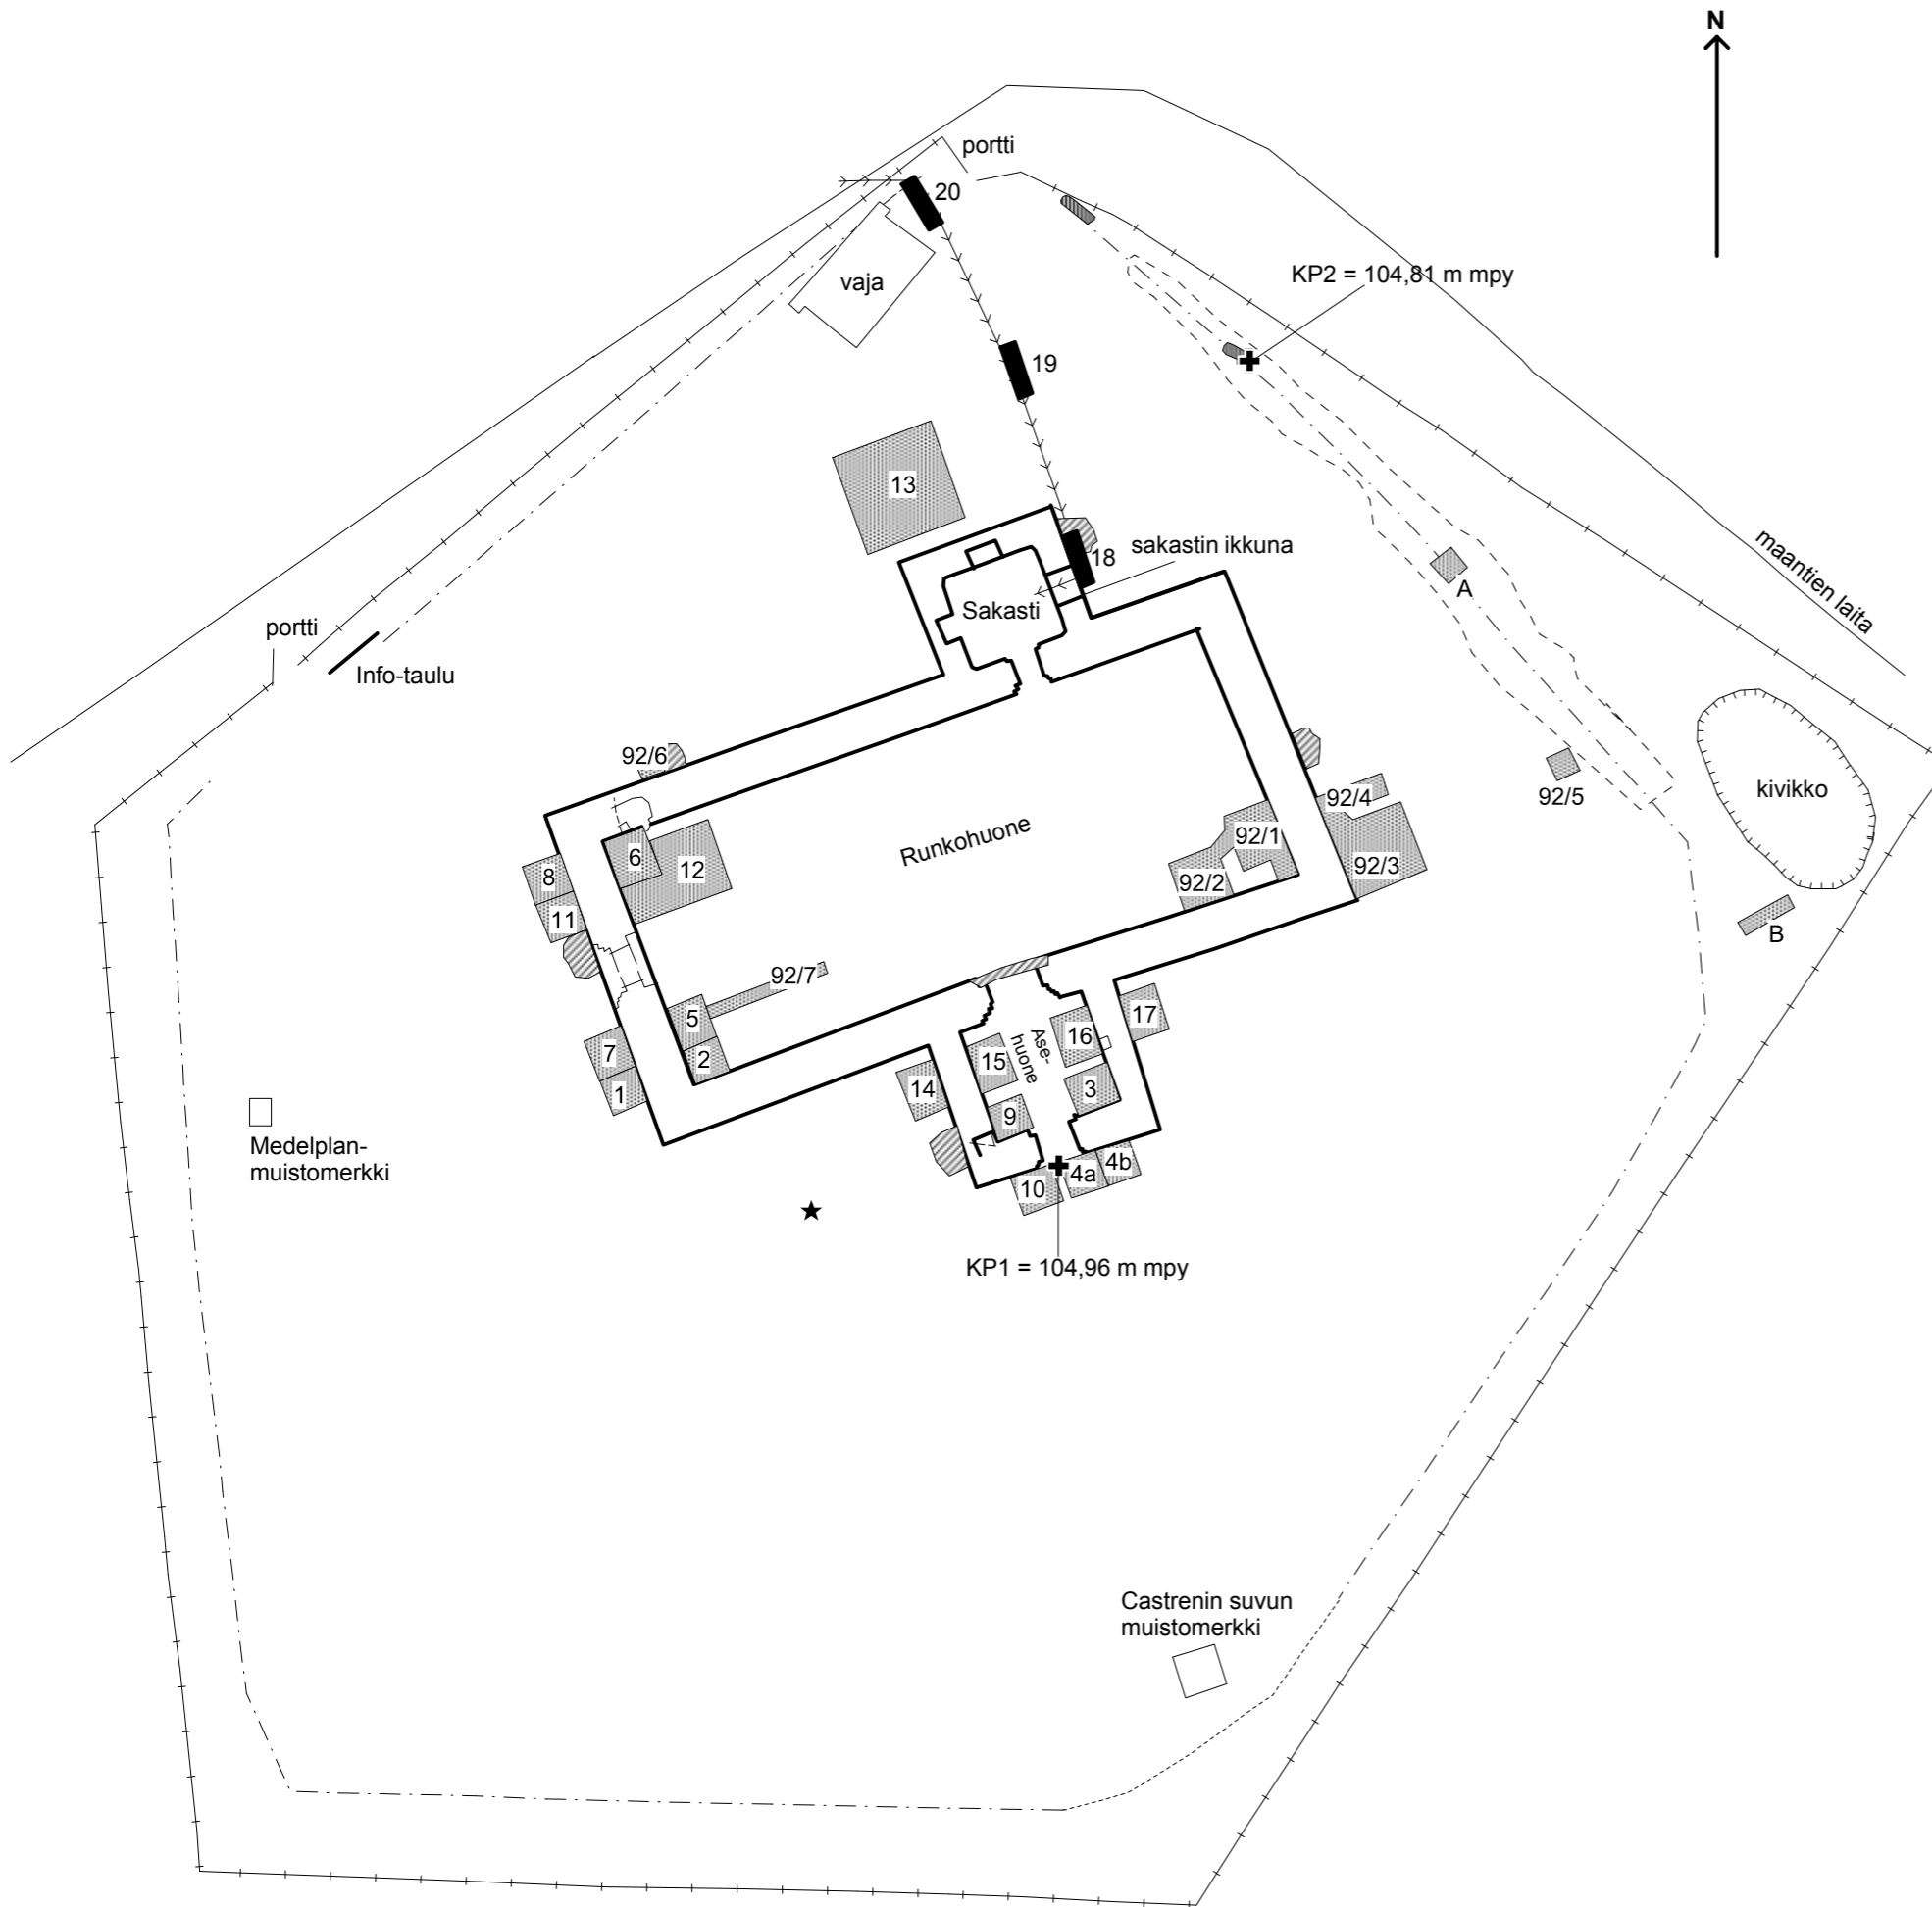 N
portti
20
KP2 = 104,81 m mpy
vaja
19
13
maantien laita
sakastin ikkuna
18
A
Sakasti
portti
Info-taulu
92/6
kivikko
92/5
92/4
Runkohuone
92/1
6
12
92/3
8
92/2
11
B
92/7
17
5
16
Ase-
huone
7
2
15
14
3
1
9
Medelplan-
muistomerkki
4b
4a
10
KP1 = 104,96 m mpy
Castrenin suvun
muistomerkki